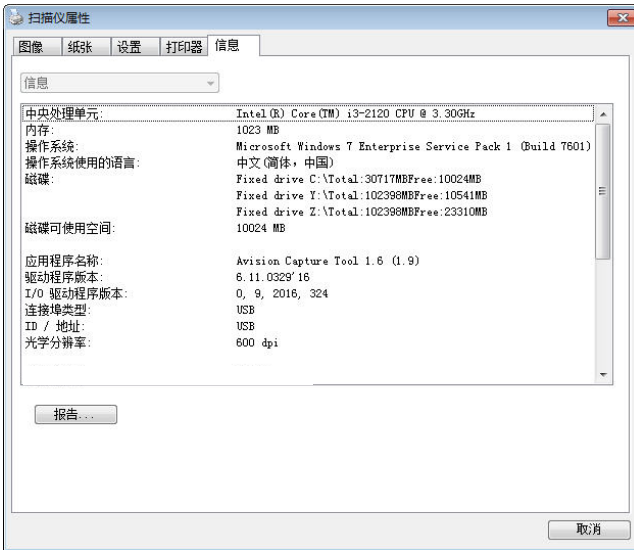 扫描仪属性
图像 纸张 设置 打印器 信息
信息
中央处理单元: Intel(R) Core(TM) i3-2120 CPU @ 3.30GHz
内存: 1023 MB
操作系统: Microsoft Windows 7 Enterprise Service Pack 1 (Build 7601)
操作系统使用的语言: 中文(简体，中国)
磁碟: Fixed drive C:\Total:30717MBFree:10024MB
Fixed drive Y:\Total:102398MBFree:10541MB
Fixed drive Z:\Total:102398MBFree:23310MB
磁碟可使用空间: 10024 MB
应用程序名称: Avision Capture Tool 1.6 (1.9)
驱动程序版本: 6.11.0329'16
I/O 驱动程序版本: 0, 9, 2016, 324
连接埠类型: USB
ID / 地址: USB
光学分辨率: 600 dpi
报告...
取消